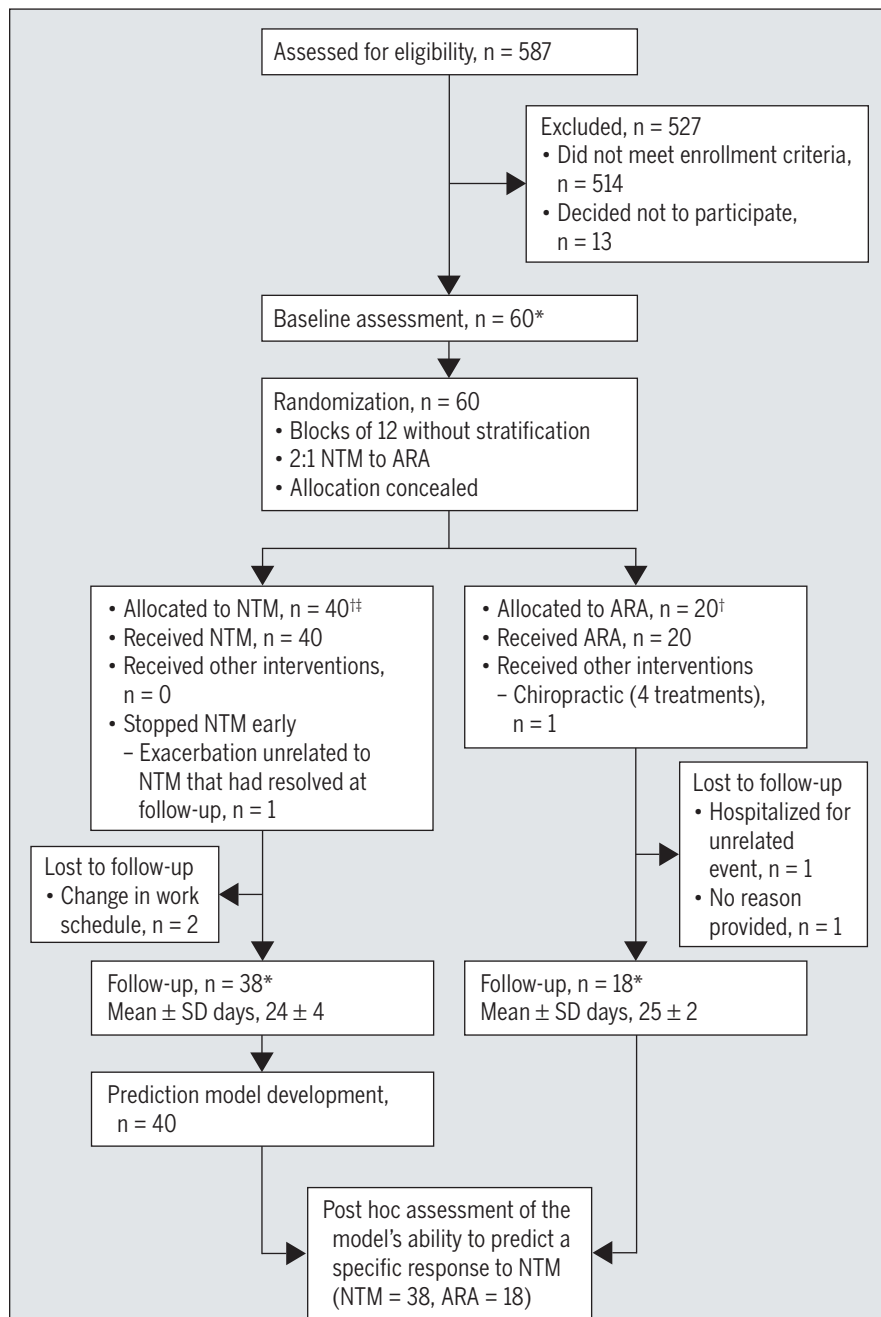 Assessed for eligibility, n = 587
Excluded, n = 527
• Did not meet enrollment criteria,
n = 514
• Decided not to participate,
n = 13
Baseline assessment, n = 60*
Randomization, n = 60
• Blocks of 12 without stratification
• 2:1 NTM to ARA
• Allocation concealed
• Allocated to NTM, n = 40†‡
• Received NTM, n = 40
• Received other interventions,
n = 0
• Stopped NTM early
– Exacerbation unrelated to
NTM that had resolved at
follow-up, n = 1
• Allocated to ARA, n = 20†
• Received ARA, n = 20
• Received other interventions
– Chiropractic (4 treatments),
n = 1
Lost to follow-up
• Change in work
schedule, n = 2
Lost to follow-up
• Hospitalized for
unrelated
event, n = 1
• No reason
provided, n = 1
Follow-up, n = 38*
Mean ± SD days, 24 ± 4
Follow-up, n = 18*
Mean ± SD days, 25 ± 2
Prediction model development,
n = 40
Post hoc assessment of the
model's ability to predict a
specific response to NTM
(NTM = 38, ARA = 18)